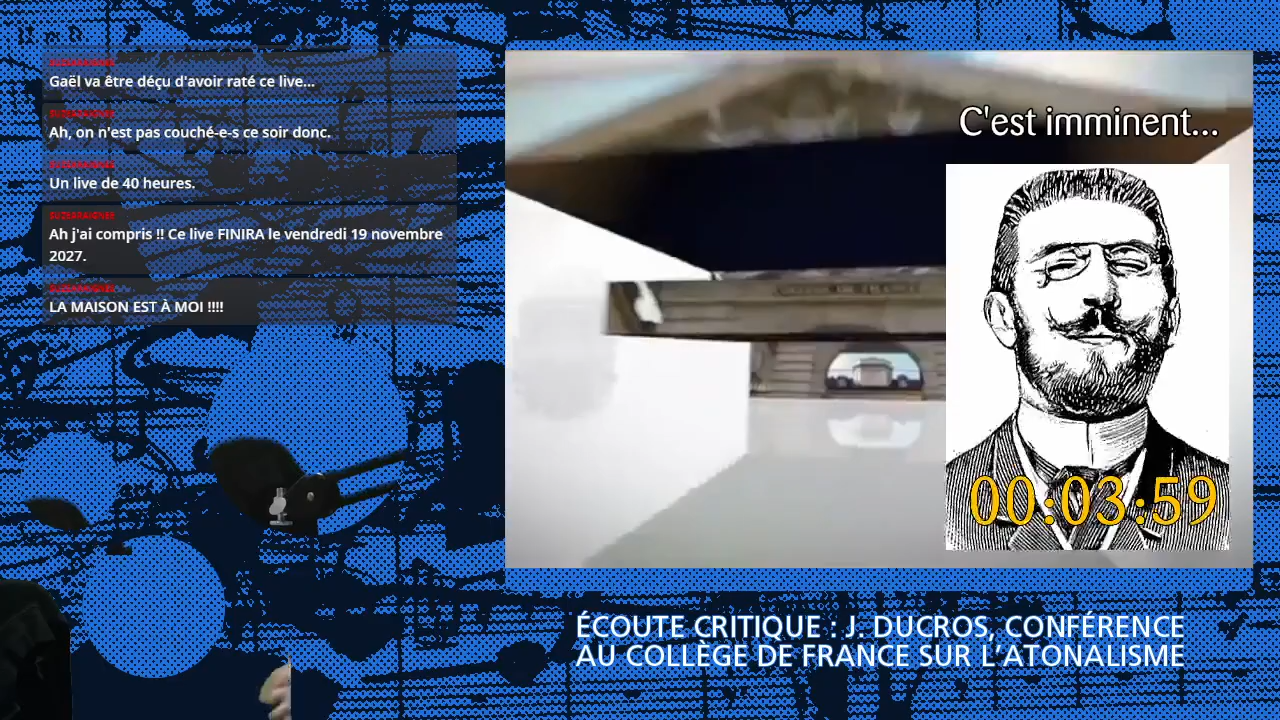 Gaël va être déçu d'avoir raté ce live...
Ah, on n'est pas couché-e-s ce soir donc.
Un live de 40 heures.
Ah j'ai compris !! Ce live FINIRA le vendredi 19 novembre
2027.
LA MAISON EST À MOI !!!!
C'est imminent...
00:03:59
ÉCOUTE CRITIQUE : J. DUCROS, CONFÉRENCE
AU COLLÈGE DE FRANCE SUR L'ATONALISME